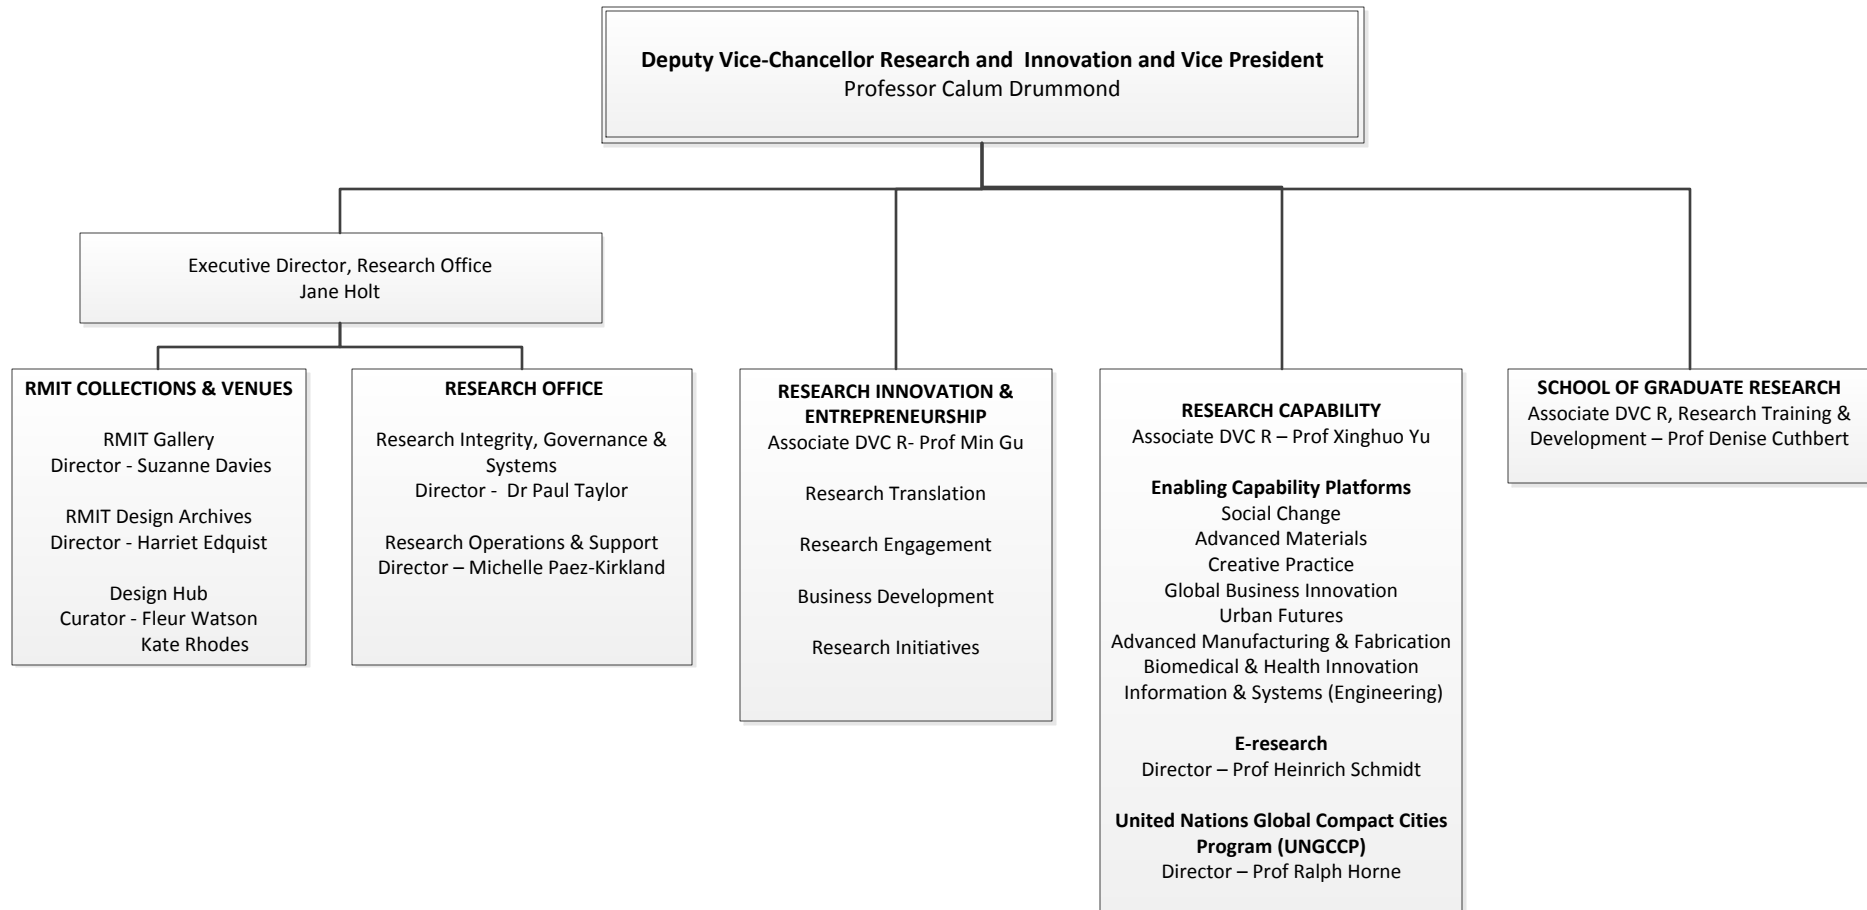 Deputy Vice-Chancellor Research and Innovation and Vice President
Professor Calum Drummond
Executive Director, Research Office
Jane Holt
RMIT COLLECTIONS & VENUES
RMIT Gallery
Director - Suzanne Davies
RMIT Design Archives
Director - Harriet Edquist
Design Hub
Curator - Fleur Watson
Kate Rhodes
RESEARCH OFFICE
Research Integrity, Governance &
Systems
Director - Dr Paul Taylor
Research Operations & Support
Director – Michelle Paez-Kirkland
RESEARCH INNOVATION &
ENTREPRENEURSHIP
Associate DVC R- Prof Min Gu
Research Translation
Research Engagement
Business Development
Research Initiatives
RESEARCH CAPABILITY
Associate DVC R – Prof Xinghuo Yu
Enabling Capability Platforms
Social Change
Advanced Materials
Creative Practice
Global Business Innovation
Urban Futures
Advanced Manufacturing & Fabrication
Biomedical & Health Innovation
Information & Systems (Engineering)
E-research
Director – Prof Heinrich Schmidt
United Nations Global Compact Cities
Program (UNGCCP)
Director – Prof Ralph Horne
SCHOOL OF GRADUATE RESEARCH
Associate DVC R, Research Training &
Development – Prof Denise Cuthbert